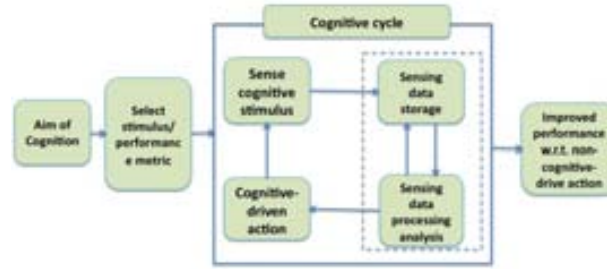 Cognitive cycle
Sense
cognitive
stimulus
Sensing
data
storage
Aim of
Cognition
Select
stimulus/
performanc
e metric
Improved
performance
w.r.t. non-
cognitive-
drive action
Cognitive-
driven
action
Sensing
data
processing
analysis